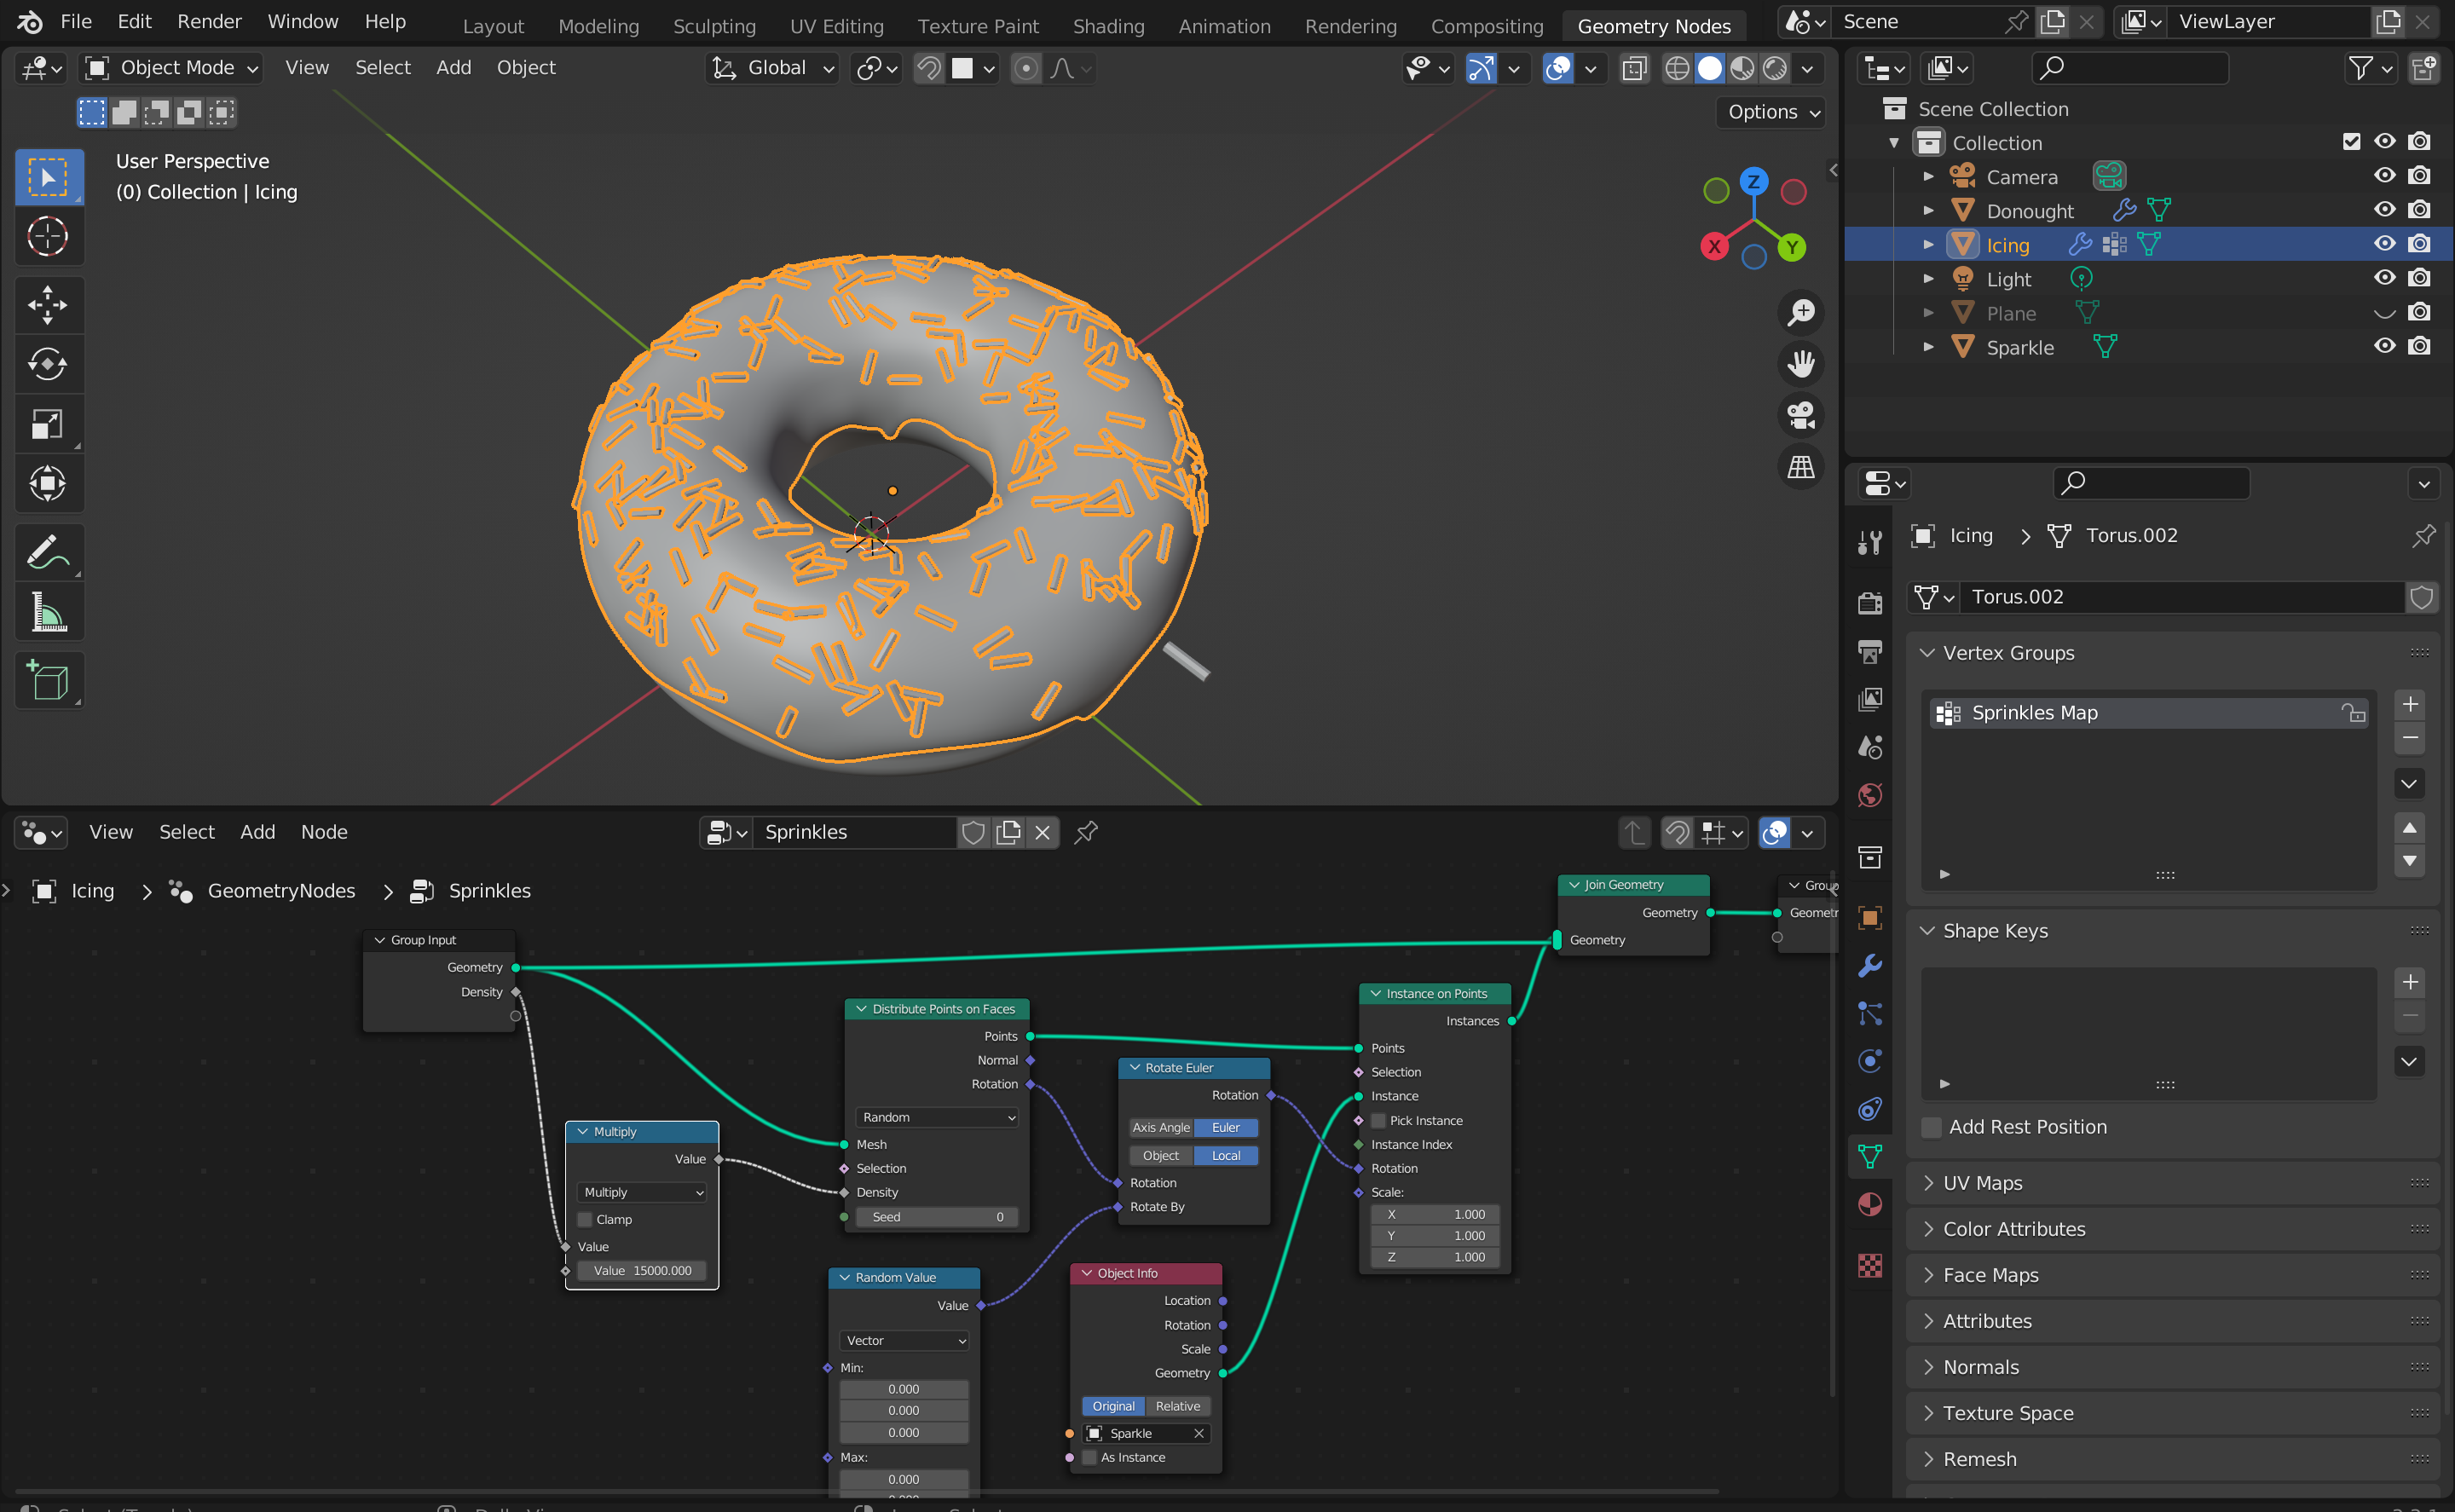 File Edit Render Window Help Layout Modeling Sculpting UV Editing Texture Paint Shading Animation Rendering Compositing Geometry Nodes Scene ViewLayer
Object Mode View Select Add Object Global
Options
User Perspective
(0) Collection | Icing
Z
X
Y
Scene Collection
Collection
Camera
Donought
Icing
Light
Plane
Sparkle
Icing > Torus.002
Torus.002
Vertex Groups
Sprinkles Map
Shape Keys
Add Rest Position
UV Maps
Color Attributes
Face Maps
Attributes
Normals
Texture Space
Remesh
View Select Add Node Sprinkles
Icing > GeometryNodes > Sprinkles
Group Input
Geometry
Density
Multiply
Value
Multiply
Clamp
Value
Value 15000.000
Distribute Points on Faces
Points
Normal
Rotation
Random
Mesh
Selection
Density
Seed 0
Random Value
Value
Vector
Min:
0.000
0.000
0.000
Max:
0.000
Rotate Euler
Rotation
Axis Angle Euler
Object Local
Rotation
Rotate By
Object Info
Location
Rotation
Scale
Geometry
Original Relative
Sparkle
As Instance
Instance on Points
Instances
Points
Selection
Instance
Pick Instance
Instance Index
Rotation
Scale:
X 1.000
Y 1.000
Z 1.000
Join Geometry
Geometry
Geometry
Group
Geometr